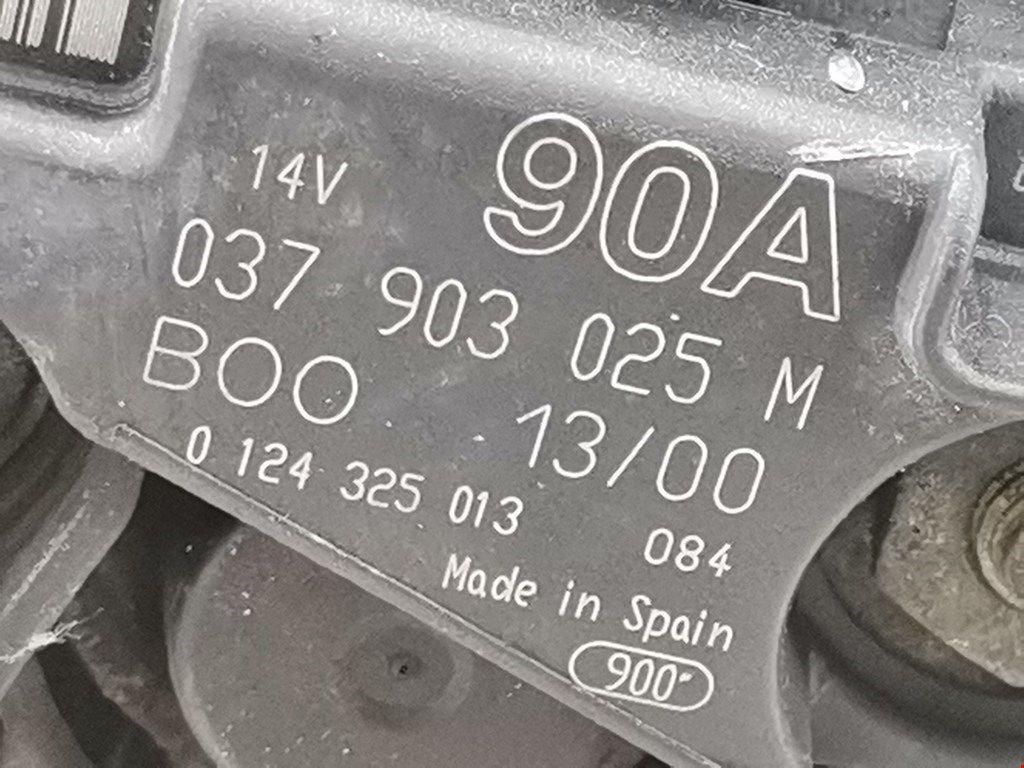 14V 90A
037 903 025 M
BOO 13/00
0 124 325 013 084
Made in Spain
900